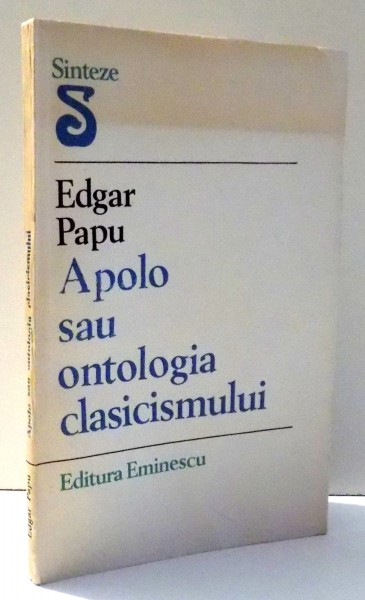 Sinteze
S
Edgar
Papu
Apolo
sau
ontologia
clasicismului
Editura Eminescu
Edgar Papu Apolo sau ontologia clasicismului